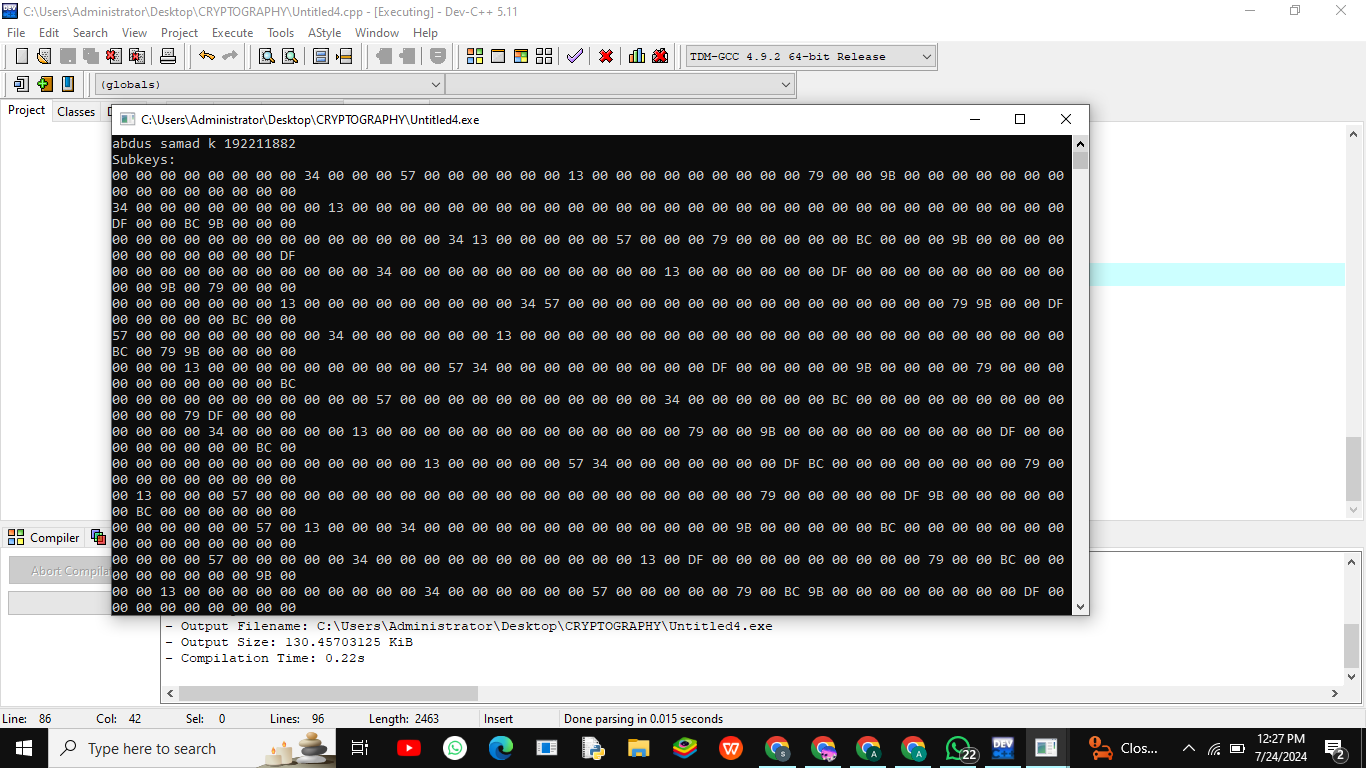 C:\Users\Administrator\Desktop\CRYPTOGRAPHY\Untitled4.cpp - [Executing] - Dev-C++ 5.11
File Edit Search View Project Execute Tools AStyle Window Help
TDM-GCC 4.9.2 64-bit Release
(globals)
Project Classes
C:\Users\Administrator\Desktop\CRYPTOGRAPHY\Untitled4.exe
abdus samad k 192211882
Subkeys:
00 00 00 00 00 00 00 00 34 00 00 00 57 00 00 00 00 00 00 13 00 00 00 00 00 00 00 00 00 79 00 00 9B 00 00 00 00 00 00 00
00 00 00 00 00 00 00 00
34 00 00 00 00 00 00 00 00 13 00 00 00 00 00 00 00 00 00 00 00 00 00 00 00 00 00 00 00 00 00 00 00 00 00 00 00 00 00 00
DF 00 00 BC 9B 00 00 00
00 00 00 00 00 00 00 00 00 00 00 00 00 00 34 13 00 00 00 00 00 57 00 00 00 79 00 00 00 00 00 BC 00 00 00 9B 00 00 00 00
00 00 00 00 00 00 00 DF
00 00 00 00 00 00 00 00 00 00 00 34 00 00 00 00 00 00 00 00 00 00 00 13 00 00 00 00 00 00 DF 00 00 00 00 00 00 00 00 00
00 00 9B 00 79 00 00 00
00 00 00 00 00 00 00 13 00 00 00 00 00 00 00 00 00 34 57 00 00 00 00 00 00 00 00 00 00 00 00 00 00 00 00 79 9B 00 00 DF
00 00 00 00 00 BC 00 00
57 00 00 00 00 00 00 00 00 34 00 00 00 00 00 00 13 00 00 00 00 00 00 00 00 00 00 00 00 00 00 00 00 00 00 00 00 00 00 00
BC 00 79 9B 00 00 00 00
00 00 00 13 00 00 00 00 00 00 00 00 00 00 57 34 00 00 00 00 00 00 00 00 00 DF 00 00 00 00 00 9B 00 00 00 00 79 00 00 00
00 00 00 00 00 00 00 BC
00 00 00 00 00 00 00 00 00 00 00 57 00 00 00 00 00 00 00 00 00 00 00 34 00 00 00 00 00 00 BC 00 00 00 00 00 00 00 00 00
00 00 00 79 DF 00 00 00
00 00 00 00 34 00 00 00 00 00 13 00 00 00 00 00 00 00 00 00 00 00 00 00 79 00 00 9B 00 00 00 00 00 00 00 00 00 DF 00 00
00 00 00 00 00 00 BC 00
00 00 00 00 00 00 00 00 00 00 00 00 00 13 00 00 00 00 00 57 34 00 00 00 00 00 00 00 DF BC 00 00 00 00 00 00 00 00 79 00
00 00 00 00 00 00 00 00
00 13 00 00 00 57 00 00 00 00 00 00 00 00 00 00 00 00 00 00 00 00 00 00 00 00 00 79 00 00 00 00 00 DF 9B 00 00 00 00 00
00 BC 00 00 00 00 00 00
00 00 00 00 00 00 57 00 13 00 00 00 34 00 00 00 00 00 00 00 00 00 00 00 00 00 9B 00 00 00 00 00 BC 00 00 00 00 00 00 00
00 00 00 00 00 00 00 00
00 00 00 00 57 00 00 00 00 00 34 00 00 00 00 00 00 00 00 00 00 00 13 00 DF 00 00 00 00 00 00 00 00 00 79 00 00 BC 00 00
00 00 00 00 00 00 9B 00
00 00 13 00 00 00 00 00 00 00 00 00 00 34 00 00 00 00 00 00 57 00 00 00 00 00 79 00 BC 9B 00 00 00 00 00 00 00 00 DF 00
00 00 00 00 00 00 00 00
Compiler
Abort Compila
- Output Filename: C:\Users\Administrator\Desktop\CRYPTOGRAPHY\Untitled4.exe
- Output Size: 130.45703125 KiB
- Compilation Time: 0.22s
Line: 86 Col: 42 Sel: 0 Lines: 96 Length: 2463 Insert Done parsing in 0.015 seconds
Type here to search
22
Clos...
12:27 PM
7/24/2024
2